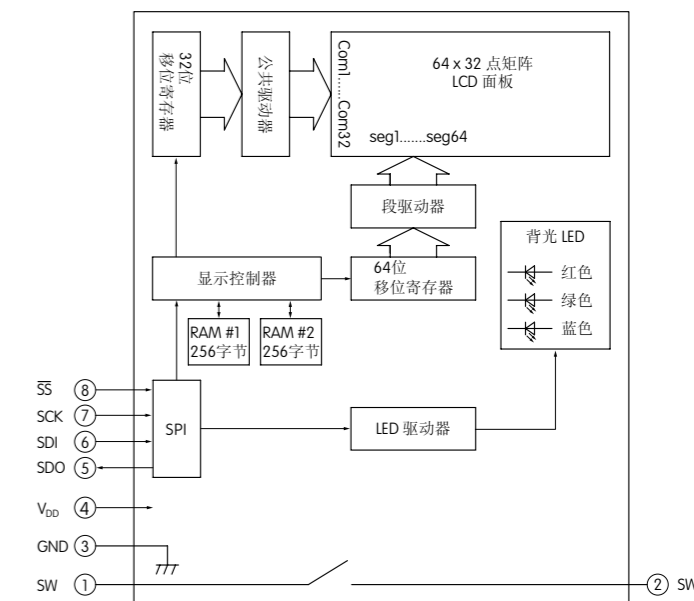 32位
移位寄存器
公共驱动器
Com1......Com32
64 x 32 点矩阵
LCD 面板
seg1.......seg64
段驱动器
背光 LED
红色
绿色
蓝色
显示控制器
64位
移位寄存器
RAM #1
256字节
RAM #2
256字节
SS 8
SCK 7
SDI 6
SDO 5
SPI
LED 驱动器
VDD 4
GND 3
SW 1
2 SW